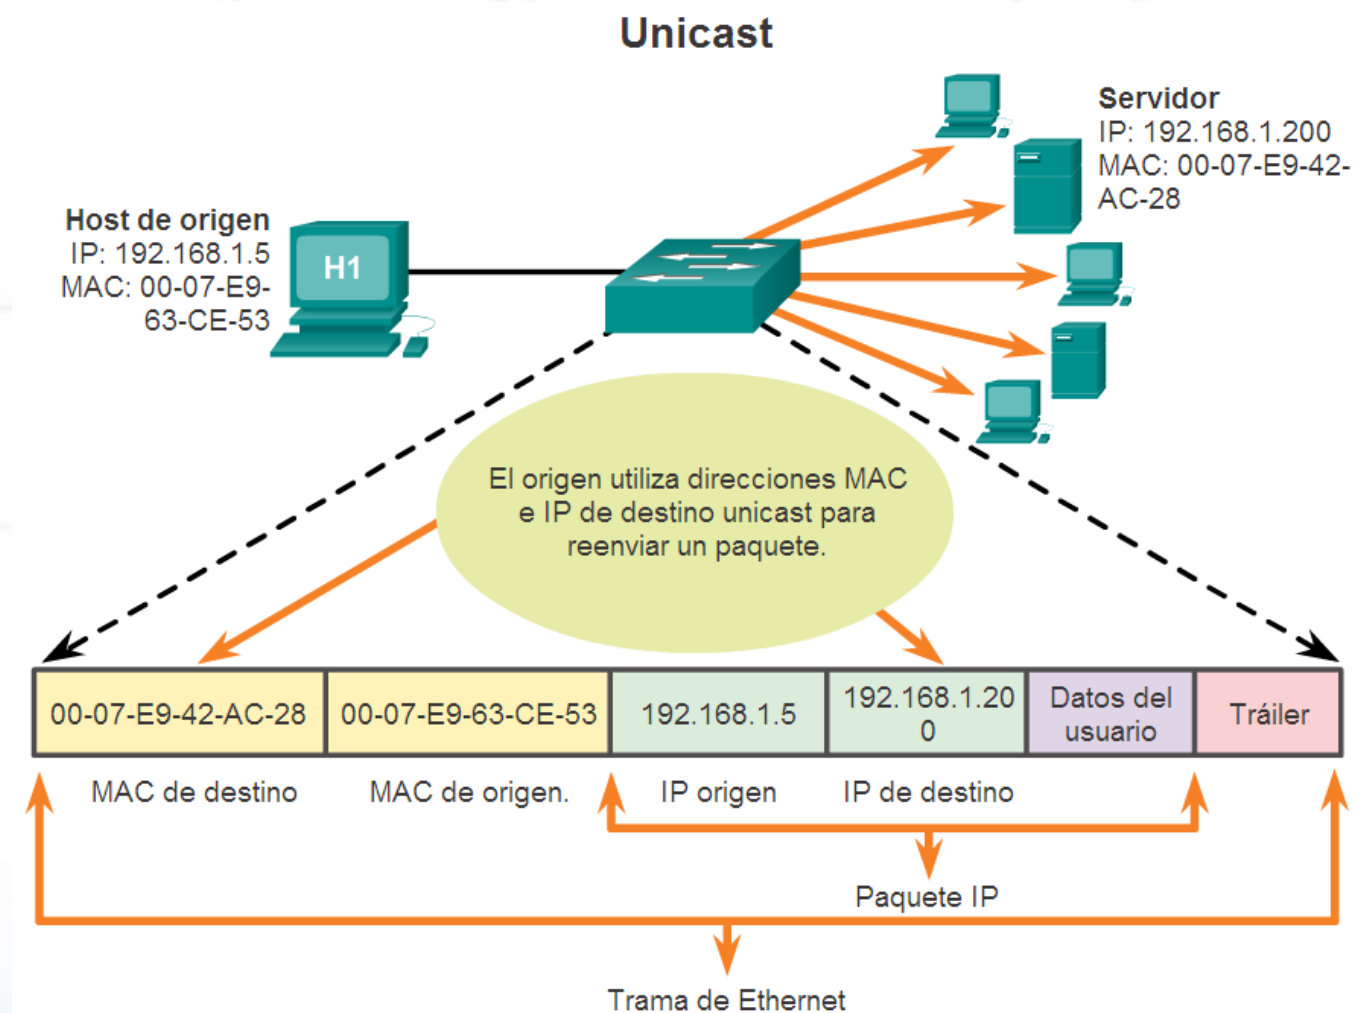 Unicast
Servidor
IP: 192.168.1.200
MAC: 00-07-E9-42-
AC-28
Host de origen
IP: 192.168.1.5
MAC: 00-07-E9-
63-CE-53
H1
El origen utiliza direcciones MAC
e IP de destino unicast para
reenviar un paquete.
00-07-E9-42-AC-28
00-07-E9-63-CE-53
192.168.1.5
192.168.1.20
0
Datos del
usuario
Tráiler
MAC de destino
MAC de origen.
IP origen
IP de destino
Paquete IP
Trama de Ethernet